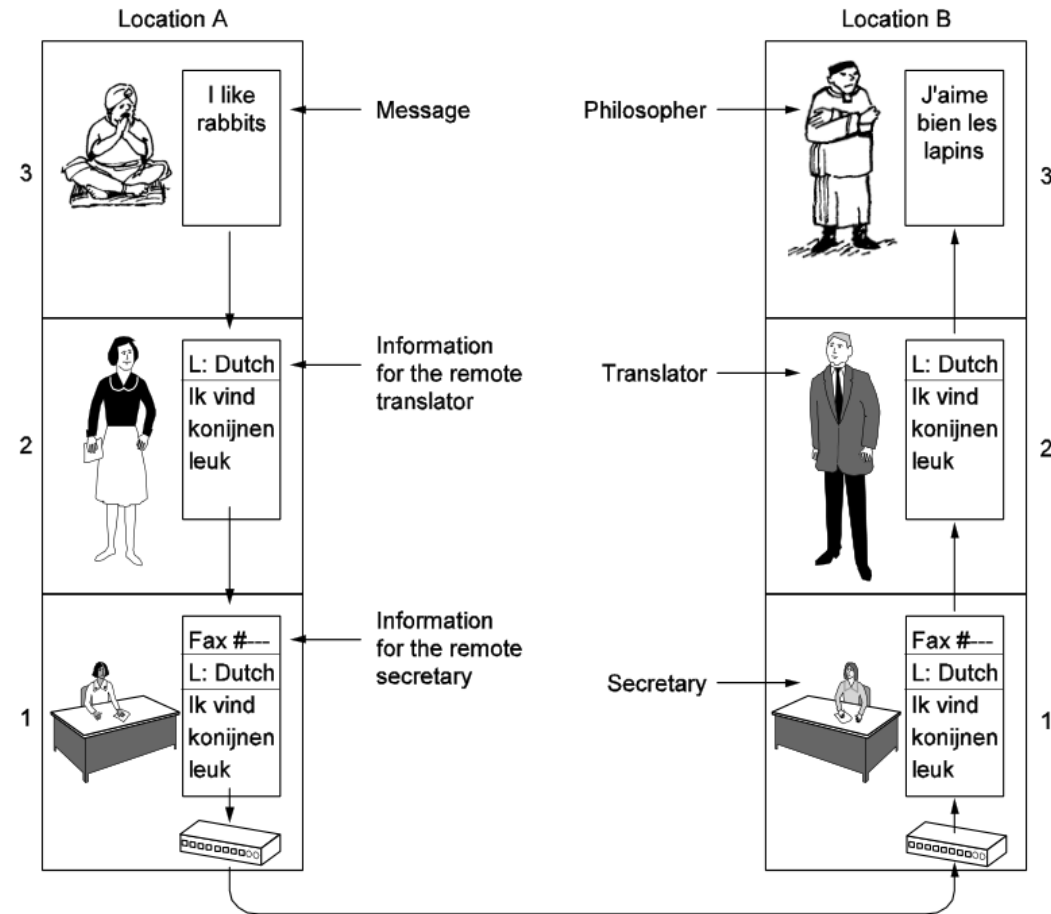 Location A
Location B
I like
rabbits
Message
Philosopher
J'aime
bien les
lapins
3
3
L: Dutch
Ik vind
konijnen
leuk
Information
for the remote
translator
Translator
L: Dutch
Ik vind
konijnen
leuk
2
2
Fax #---
L: Dutch
Ik vind
konijnen
leuk
Information
for the remote
secretary
Secretary
Fax #---
L: Dutch
Ik vind
konijnen
leuk
1
1